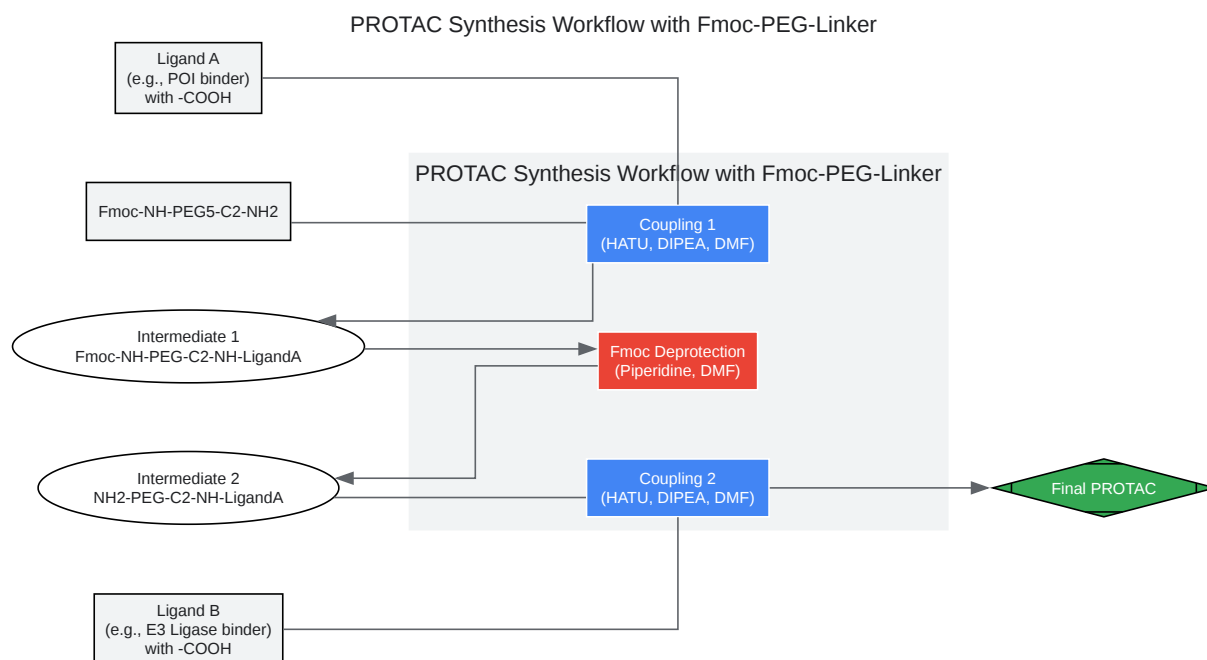 PROTAC Synthesis Workflow with Fmoc-PEG-Linker
Ligand A
(e.g., POI binder)
with -COOH
PROTAC Synthesis Workflow with Fmoc-PEG-Linker
Fmoc-NH-PEG5-C2-NH2
Coupling 1
(HATU, DIPEA, DMF)
Intermediate 1
Fmoc-NH-PEG-C2-NH-LigandA
Fmoc Deprotection
(Piperidine, DMF)
Intermediate 2
NH2-PEG-C2-NH-LigandA
Coupling 2
(HATU, DIPEA, DMF)
Final PROTAC
Ligand B
(e.g., E3 Ligase binder)
with -COOH